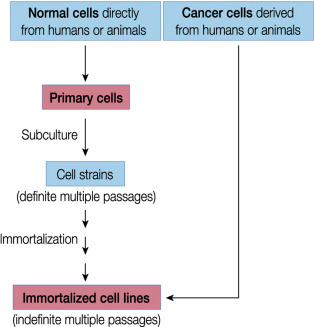 Normal cells directly
from humans or animals
Cancer cells derived
from humans or animals
Primary cells
Subculture
Cell strains
(definite multiple passages)
Immortalization
Immortalized cell lines
(indefinite multiple passages)